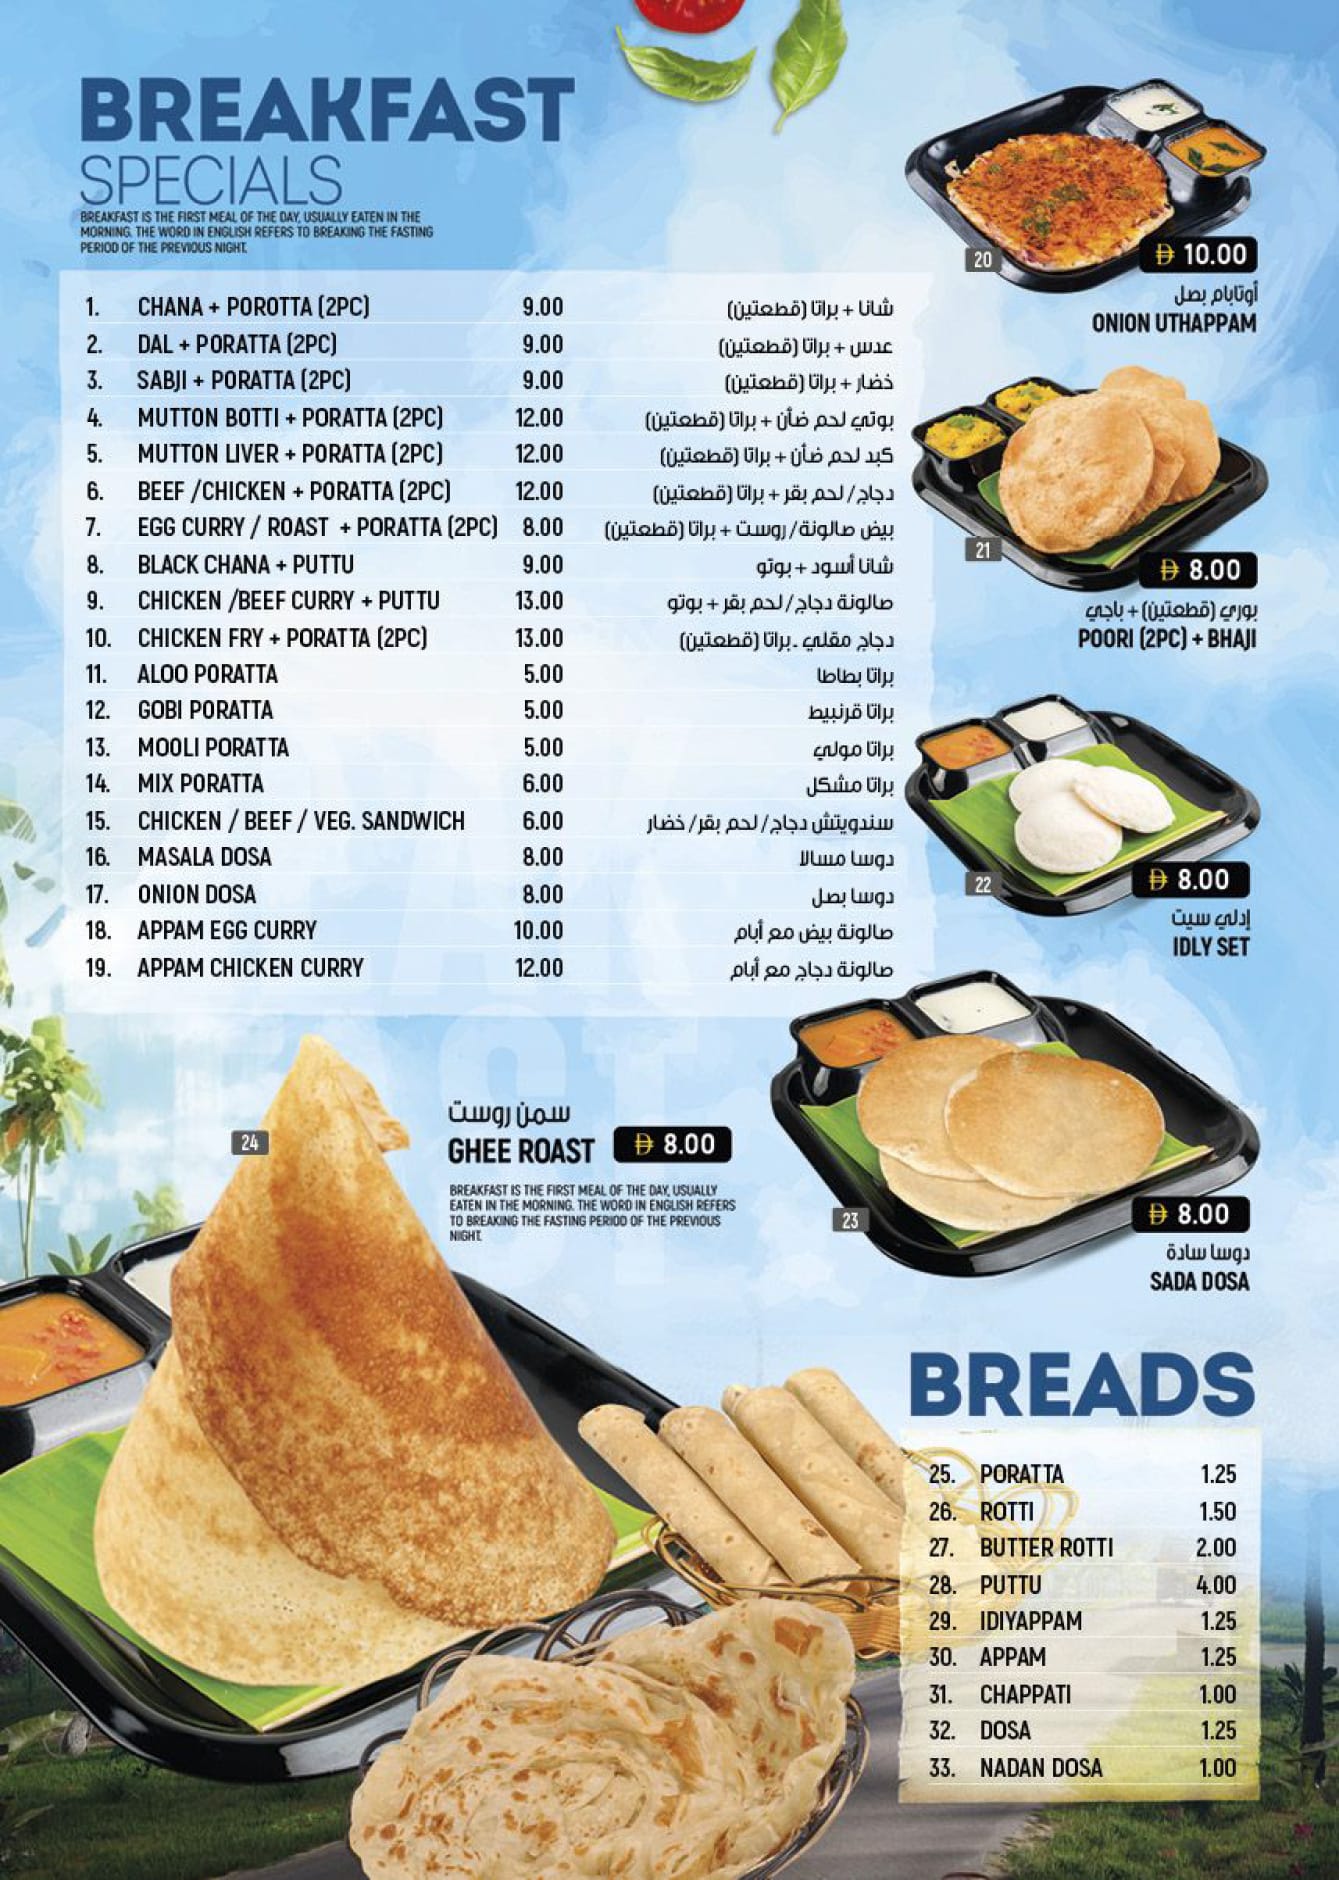 BREAKFAST
SPECIALS
BREAKFAST IS THE FIRST MEAL OF THE DAY, USUALLY EATEN IN THE
MORNING. THE WORD IN ENGLISH REFERS TO BREAKING THE FASTING
PERIOD OF THE PREVIOUS NIGHT.
1. CHANA + POROTTA (2PC) 9.00 شانا + براتا (قطعتين)
2. DAL + PORATTA (2PC) 9.00 عدس + براتا (قطعتين)
3. SABJI + PORATTA (2PC) 9.00 خضار + براتا (قطعتين)
4. MUTTON BOTTI + PORATTA (2PC) 12.00 بوتي لحم ضأن + براتا (قطعتين)
5. MUTTON LIVER + PORATTA (2PC) 12.00 كبد لحم ضأن + براتا (قطعتين)
6. BEEF /CHICKEN + PORATTA (2PC) 12.00 دجاج/ لحم بقر + براتا (قطعتين)
7. EGG CURRY / ROAST + PORATTA (2PC) 8.00 بيض صالونة/ روست + براتا (قطعتين)
8. BLACK CHANA + PUTTU 9.00 شانا أسود + بوتو
9. CHICKEN /BEEF CURRY + PUTTU 13.00 صالونة دجاج/ لحم بقر + بوتو
10. CHICKEN FRY + PORATTA (2PC) 13.00 دجاج مقلي ـ براتا (قطعتين)
11. ALOO PORATTA 5.00 براتا بطاطا
12. GOBI PORATTA 5.00 براتا قرنبيط
13. MOOLI PORATTA 5.00 براتا مولي
14. MIX PORATTA 6.00 براتا مشكل
15. CHICKEN / BEEF / VEG. SANDWICH 6.00 سندويتش دجاج/ لحم بقر/ خضار
16. MASALA DOSA 8.00 دوسا مسالا
17. ONION DOSA 8.00 دوسا بصل
18. APPAM EGG CURRY 10.00 صالونة بيض مع أبام
19. APPAM CHICKEN CURRY 12.00 صالونة دجاج مع أبام
20 10.00
أوتابام بصل
ONION UTHAPPAM
21 8.00
بوري (قطعتين) + باجي
POORI (2PC) + BHAJI
22 8.00
إدلي سيت
IDLY SET
23 8.00
دوسا سادة
SADA DOSA
24
سمن روست
GHEE ROAST 8.00
BREAKFAST IS THE FIRST MEAL OF THE DAY, USUALLY
EATEN IN THE MORNING. THE WORD IN ENGLISH REFERS
TO BREAKING THE FASTING PERIOD OF THE PREVIOUS
NIGHT.
BREADS
25. PORATTA 1.25
26. ROTTI 1.50
27. BUTTER ROTTI 2.00
28. PUTTU 4.00
29. IDIYAPPAM 1.25
30. APPAM 1.25
31. CHAPPATI 1.00
32. DOSA 1.25
33. NADAN DOSA 1.00